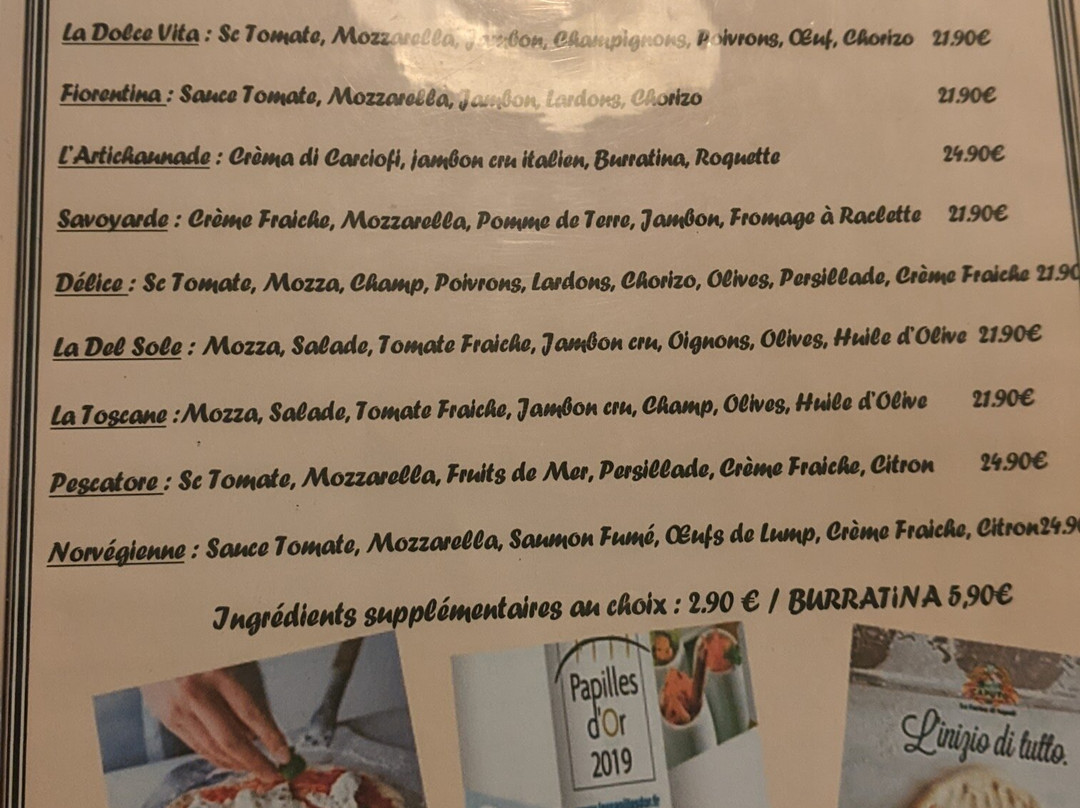 La Dolce Vita : Sc Tomate, Mozzarella, Jambon, Champignons, Poivrons, Œuf, Chorizo 21.90€
Fiorentina : Sauce Tomate, Mozzarella, Jambon, Lardons, Chorizo 21.90€
L'Artichaunade : Crèma di Carciofi, jambon cru italien, Burratina, Roquette 24.90€
Savoyarde : Crème Fraiche, Mozzarella, Pomme de Terre, Jambon, Fromage à Raclette 21.90€
Délice : Sc Tomate, Mozza, Champ, Poivrons, Lardons, Chorizo, Olives, Persillade, Crème Fraiche 21.90
La Del Sole : Mozza, Salade, Tomate Fraiche, Jambon cru, Oignons, Olives, Huile d'Olive 21.90€
La Toscane : Mozza, Salade, Tomate Fraiche, Jambon cru, Champ, Olives, Huile d'Olive 21.90€
Pescatore : Sc Tomate, Mozzarella, Fruits de Mer, Persillade, Crème Fraiche, Citron 24.90€
Norvégienne : Sauce Tomate, Mozzarella, Saumon Fumé, Œufs de Lump, Crème Fraiche, Citron 24.90
Ingrédients supplémentaires au choix : 2.90 € / BURRATiNA 5,90€
Papilles
d'Or
2019
CAPUTO
L'inizio di tutto.